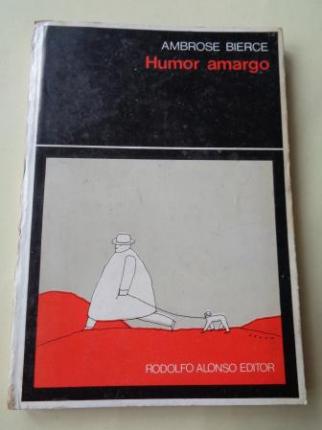 AMBROSE BIERCE
Humor amargo
RODOLFO ALONSO EDITOR